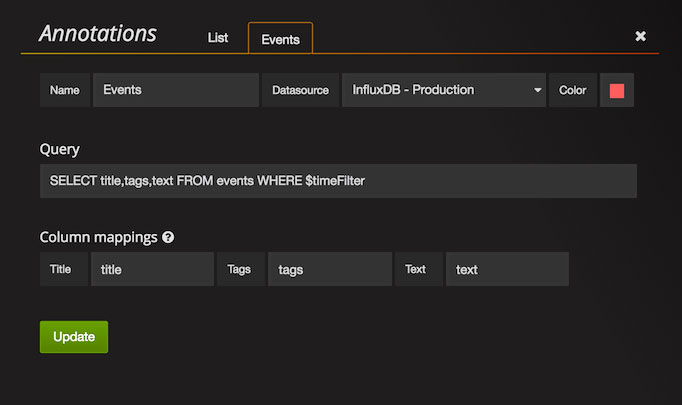 Annotations List Events
Name Events Datasource InfluxDB - Production Color
Query
SELECT title,tags,text FROM events WHERE $timeFilter
Column mappings
Title title Tags tags Text text
Update